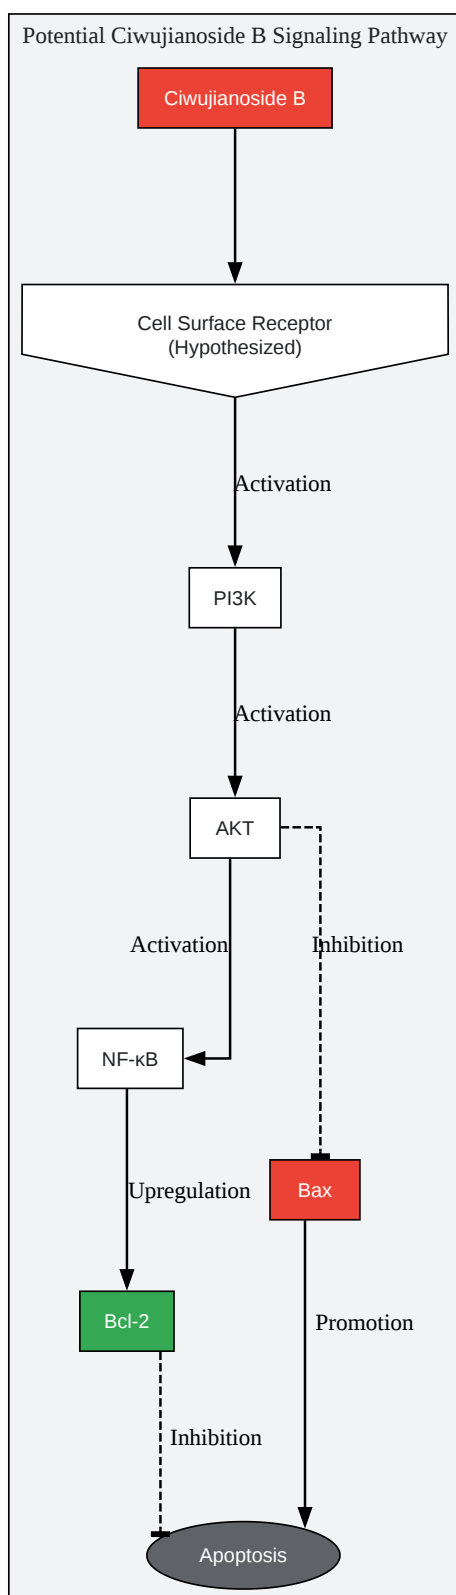 Potential Ciwujianoside B Signaling Pathway
Ciwujianoside B
Cell Surface Receptor
(Hypothesized)
Activation
PI3K
Activation
AKT
Activation
Inhibition
NF-κB
Bax
Upregulation
Bcl-2
Promotion
Inhibition
Apoptosis